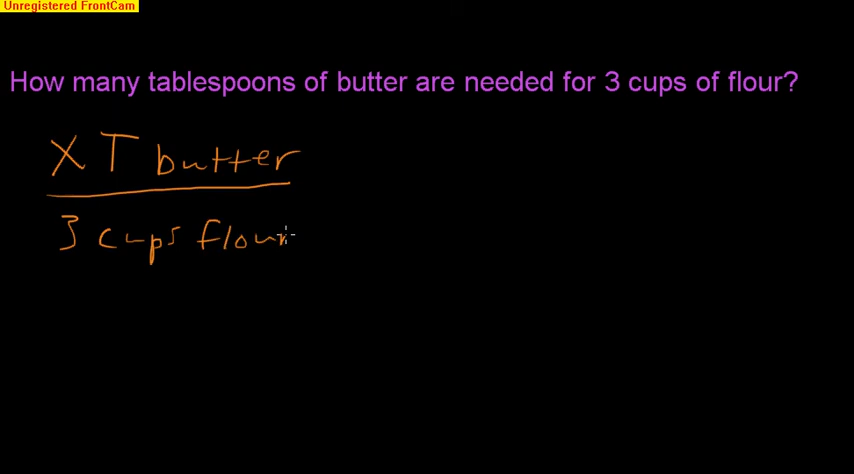 Unregistered FrontCam
How many tablespoons of butter are needed for 3 cups of flour?
X T butter
3 cups flour